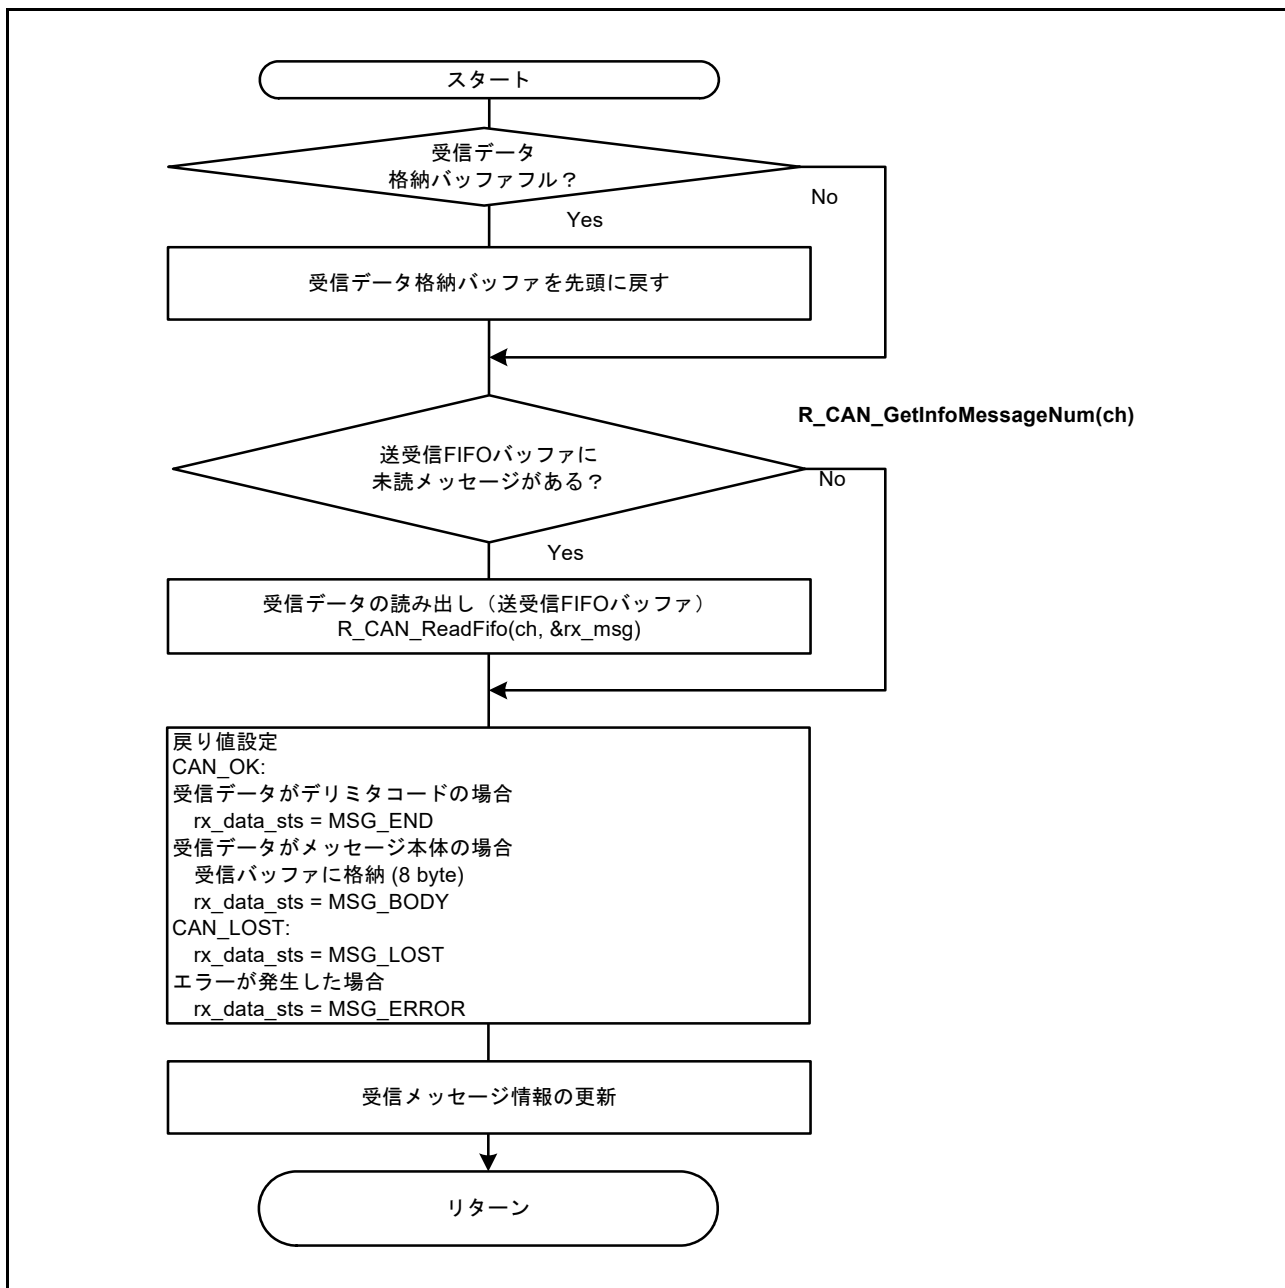 スタート
受信データ
格納バッファフル？
No
Yes
受信データ格納バッファを先頭に戻す
R_CAN_GetInfoMessageNum(ch)
送受信FIFOバッファに
未読メッセージがある？
No
Yes
受信データの読み出し（送受信FIFOバッファ）
R_CAN_ReadFifo(ch, &rx_msg)
戻り値設定
CAN_OK:
受信データがデリミタコードの場合
rx_data_sts = MSG_END
受信データがメッセージ本体の場合
受信バッファに格納 (8 byte)
rx_data_sts = MSG_BODY
CAN_LOST:
rx_data_sts = MSG_LOST
エラーが発生した場合
rx_data_sts = MSG_ERROR
受信メッセージ情報の更新
リターン